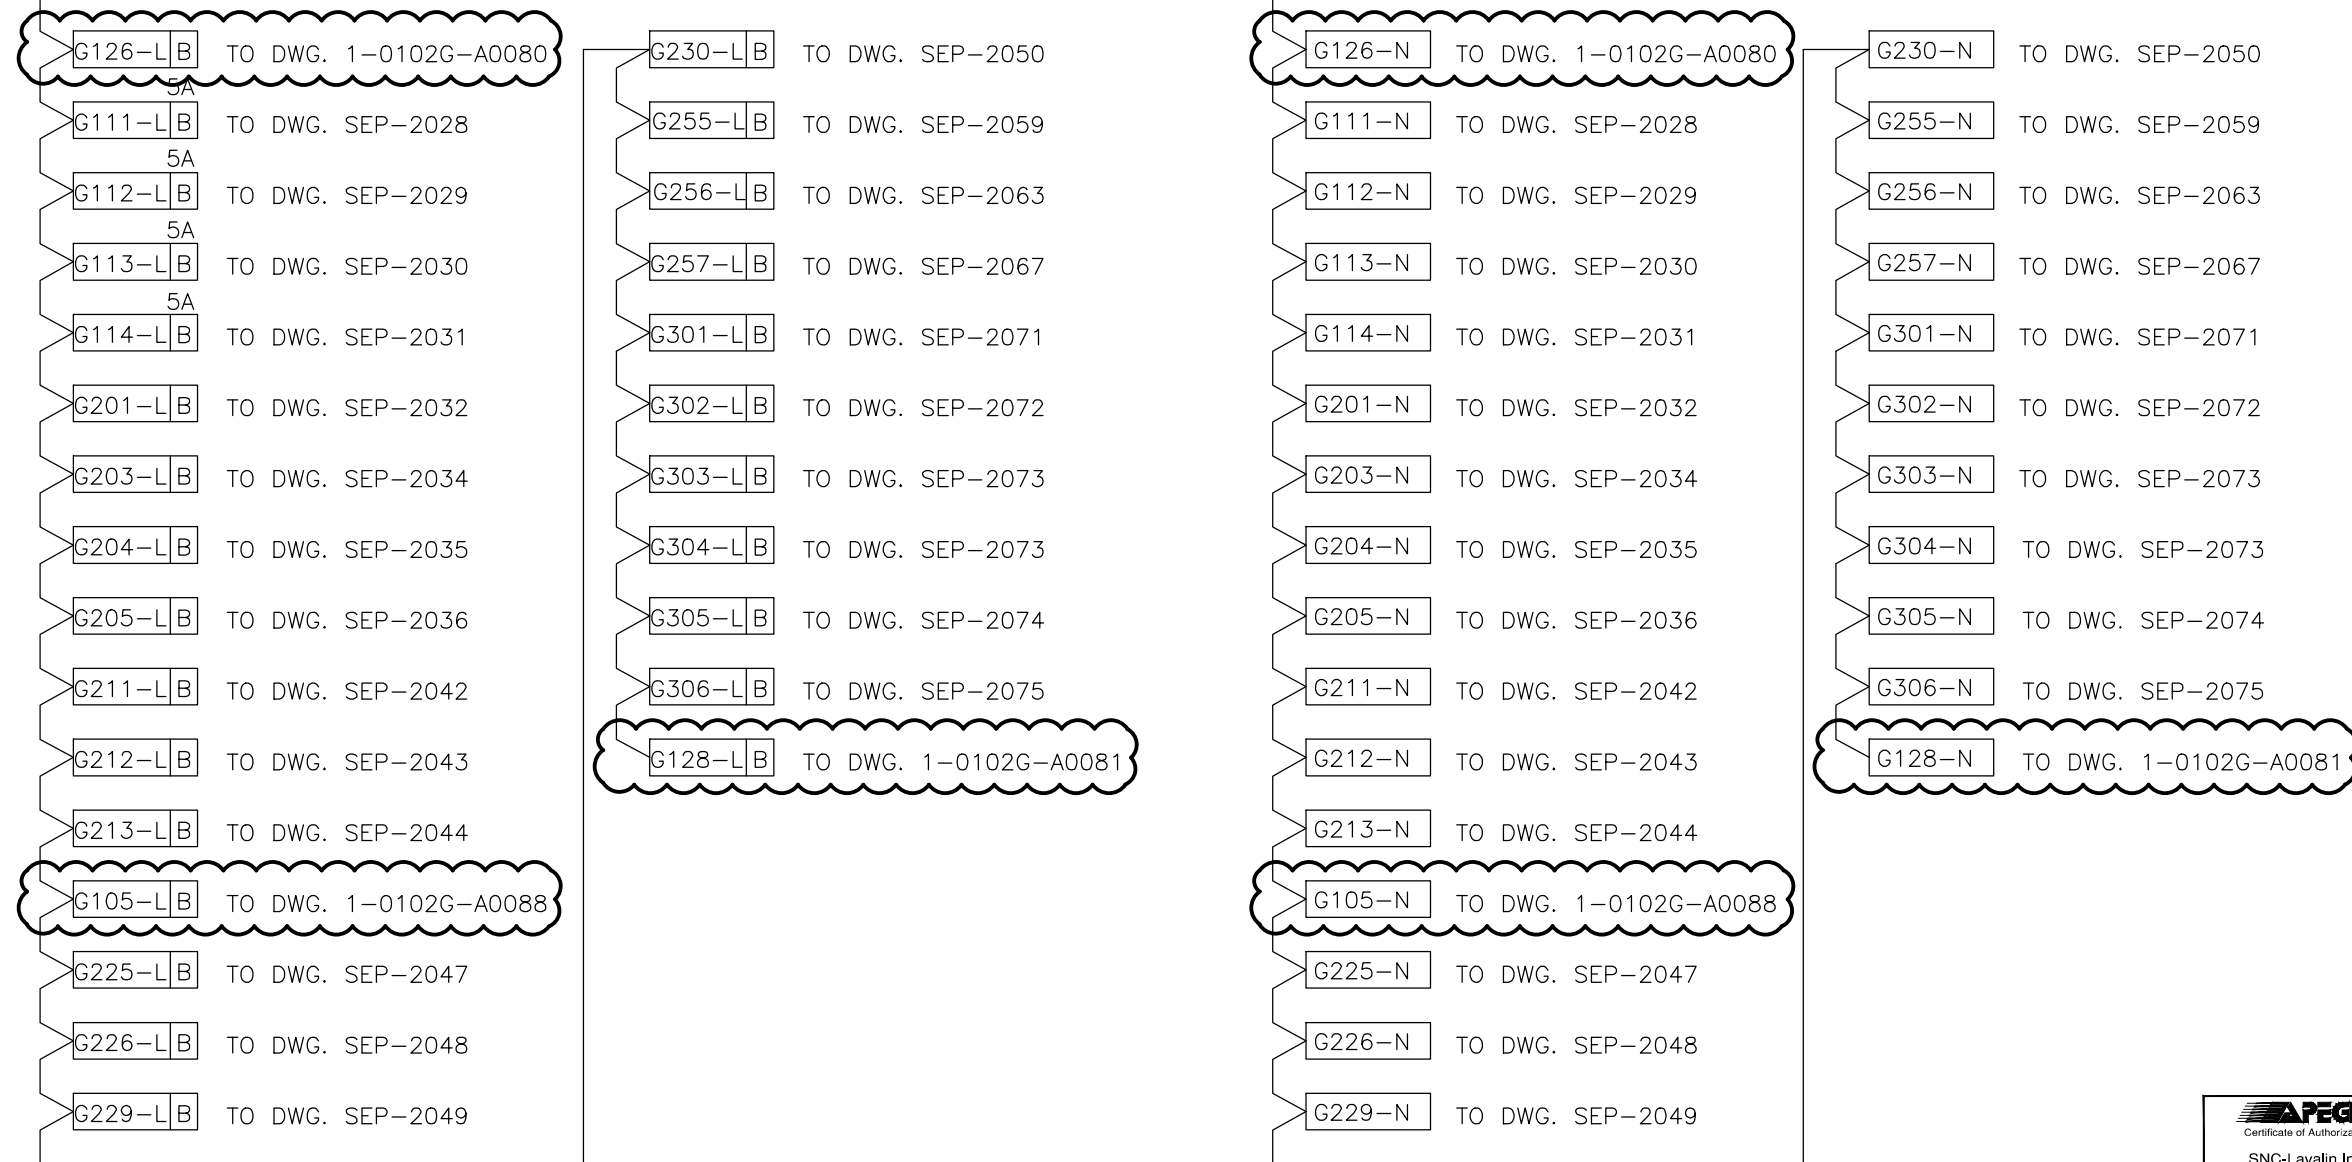 G126-L B TO DWG. 1-0102G-A0080
5A
G111-L B TO DWG. SEP-2028
5A
G112-L B TO DWG. SEP-2029
5A
G113-L B TO DWG. SEP-2030
5A
G114-L B TO DWG. SEP-2031
G201-L B TO DWG. SEP-2032
G203-L B TO DWG. SEP-2034
G204-L B TO DWG. SEP-2035
G205-L B TO DWG. SEP-2036
G211-L B TO DWG. SEP-2042
G212-L B TO DWG. SEP-2043
G213-L B TO DWG. SEP-2044
G105-L B TO DWG. 1-0102G-A0088
G225-L B TO DWG. SEP-2047
G226-L B TO DWG. SEP-2048
G229-L B TO DWG. SEP-2049
G230-L B TO DWG. SEP-2050
G255-L B TO DWG. SEP-2059
G256-L B TO DWG. SEP-2063
G257-L B TO DWG. SEP-2067
G301-L B TO DWG. SEP-2071
G302-L B TO DWG. SEP-2072
G303-L B TO DWG. SEP-2073
G304-L B TO DWG. SEP-2073
G305-L B TO DWG. SEP-2074
G306-L B TO DWG. SEP-2075
G128-L B TO DWG. 1-0102G-A0081
G126-N TO DWG. 1-0102G-A0080
G111-N TO DWG. SEP-2028
G112-N TO DWG. SEP-2029
G113-N TO DWG. SEP-2030
G114-N TO DWG. SEP-2031
G201-N TO DWG. SEP-2032
G203-N TO DWG. SEP-2034
G204-N TO DWG. SEP-2035
G205-N TO DWG. SEP-2036
G211-N TO DWG. SEP-2042
G212-N TO DWG. SEP-2043
G213-N TO DWG. SEP-2044
G105-N TO DWG. 1-0102G-A0088
G225-N TO DWG. SEP-2047
G226-N TO DWG. SEP-2048
G229-N TO DWG. SEP-2049
G230-N TO DWG. SEP-2050
G255-N TO DWG. SEP-2059
G256-N TO DWG. SEP-2063
G257-N TO DWG. SEP-2067
G301-N TO DWG. SEP-2071
G302-N TO DWG. SEP-2072
G303-N TO DWG. SEP-2073
G304-N TO DWG. SEP-2073
G305-N TO DWG. SEP-2074
G306-N TO DWG. SEP-2075
G128-N TO DWG. 1-0102G-A0081
Certificate of
SNC-Lavalin